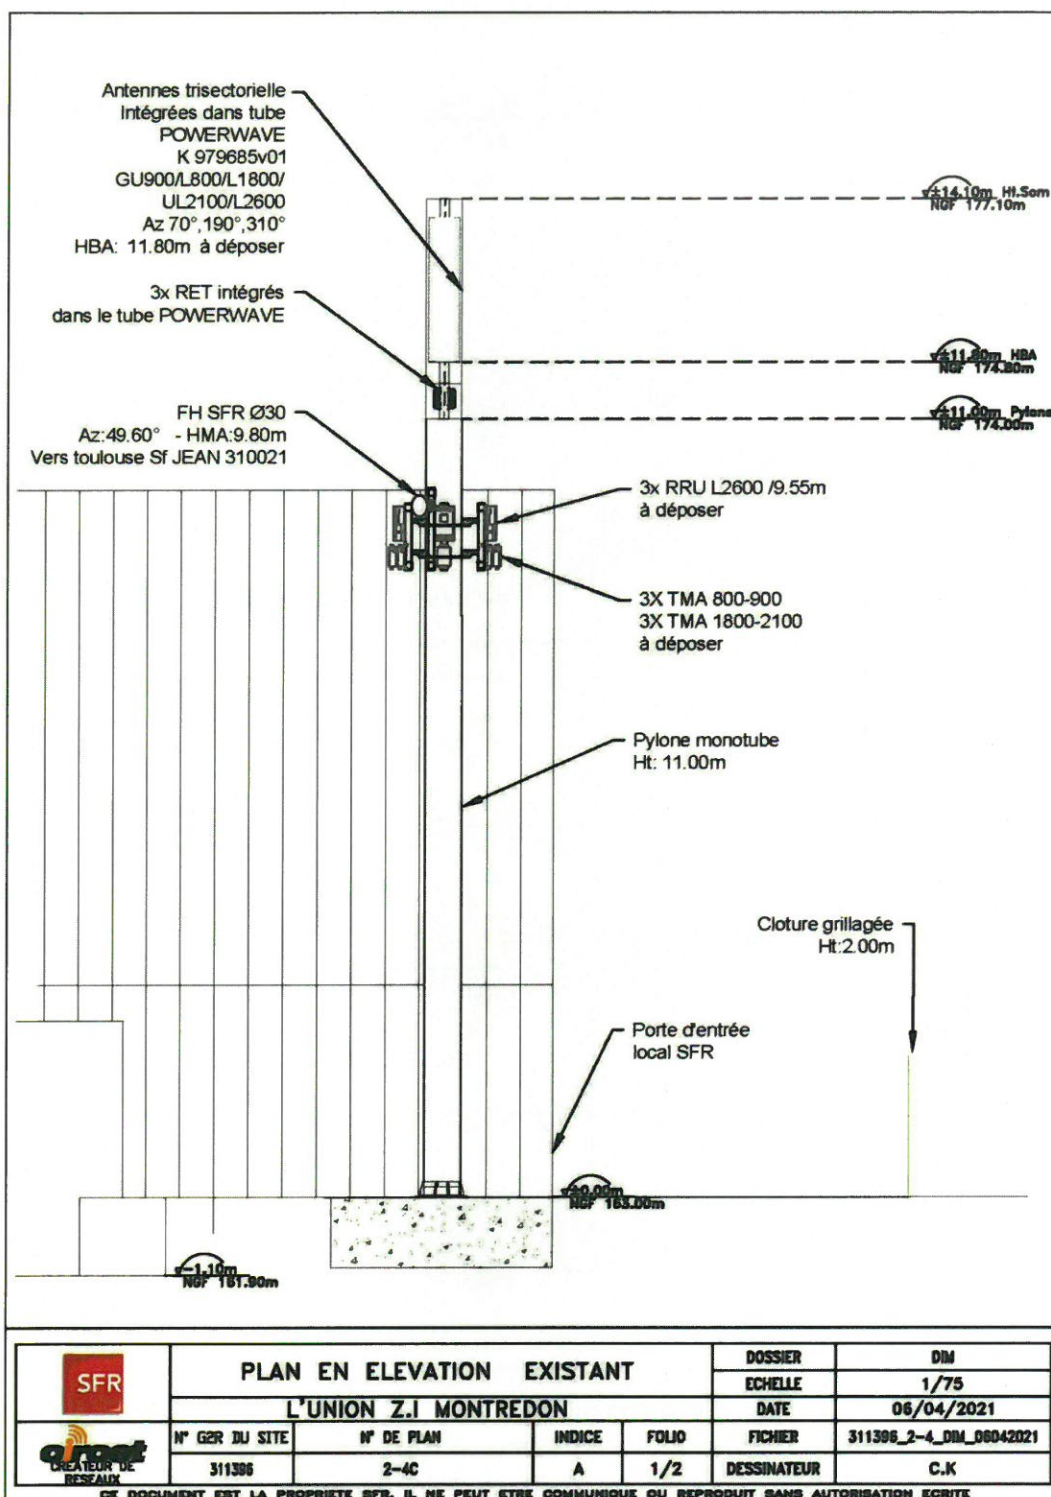 Antennes trisectorielle
Intégrées dans tube
POWERWAVE
K 979685v01
GU900/L800/L1800/
UL2100/L2600
Az 70°,190°,310°
HBA: 11.80m à déposer
3x RET intégrés
dans le tube POWERWAVE
FH SFR Ø30
Az:49.60° - HMA:9.80m
Vers toulouse St JEAN 310021
±14.10m Ht.Som
NGF 177.10m
±11.80m HBA
NGF 174.80m
±11.00m Pylone
NGF 174.00m
3x RRU L2600 /9.55m
à déposer
3X TMA 800-900
3X TMA 1800-2100
à déposer
Pylone monotube
Ht: 11.00m
Cloture grillagée
Ht:2.00m
Porte d'entrée
local SFR
±0.00m
NGF 163.00m
-1.10m
NGF 161.90m
SFR
PLAN EN ELEVATION EXISTANT
DOSSIER DIM
ECHELLE 1/75
L'UNION Z.I MONTREDON
DATE 06/04/2021
circet
CREATEUR DE
RESEAUX
N° G2R DU SITE N° DE PLAN INDICE FOLIO FICHIER 311396_2-4_DIM_06042021
311396 2-4C A 1/2 DESSINATEUR C.K
CE DOCUMENT EST LA PROPRIETE SFR. IL NE PEUT ETRE COMMUNIQUE OU REPRODUIT SANS AUTORISATION ECRITE